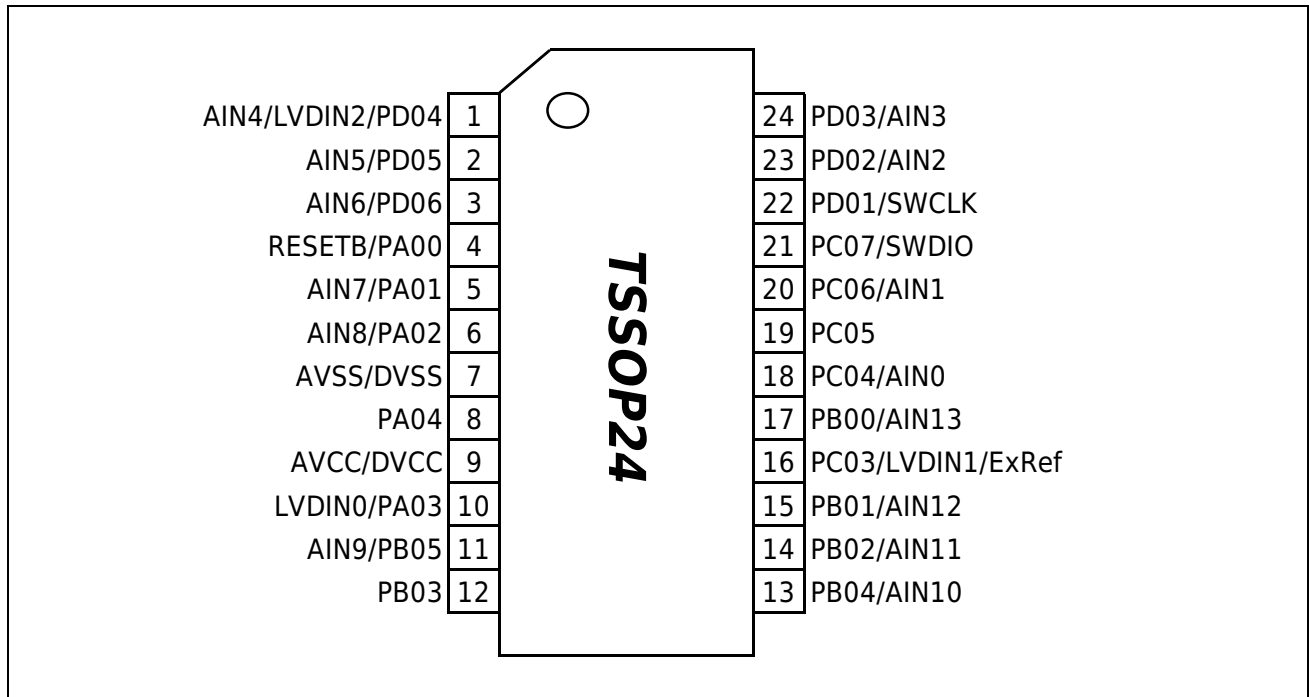 AIN4/LVDIN2/PD04 1
AIN5/PD05 2
AIN6/PD06 3
RESETB/PA00 4
AIN7/PA01 5
AIN8/PA02 6
AVSS/DVSS 7
PA04 8
AVCC/DVCC 9
LVDIN0/PA03 10
AIN9/PB05 11
PB03 12
TSSOP24
24 PD03/AIN3
23 PD02/AIN2
22 PD01/SWCLK
21 PC07/SWDIO
20 PC06/AIN1
19 PC05
18 PC04/AIN0
17 PB00/AIN13
16 PC03/LVDIN1/ExRef
15 PB01/AIN12
14 PB02/AIN11
13 PB04/AIN10